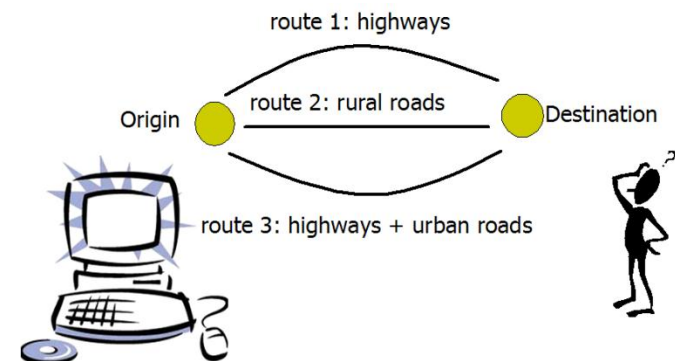 route 1: highways
route 2: rural roads
Origin
Destination
?
route 3: highways + urban roads